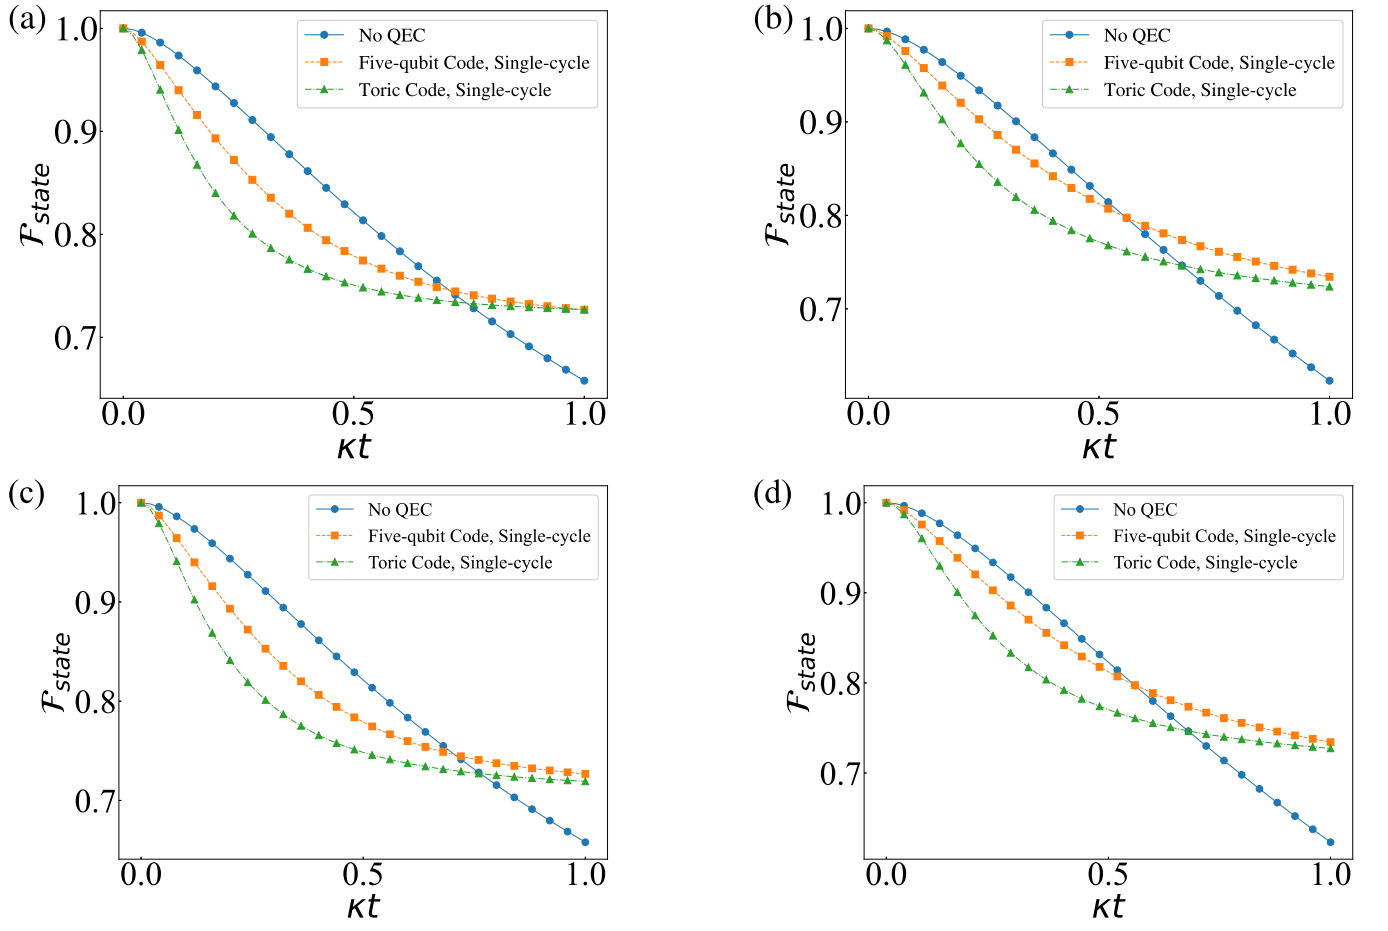 (a)
1.0
0.9
0.8
0.7
ℱstate
No QEC
Five-qubit Code, Single-cycle
Toric Code, Single-cycle
0.0 0.5 1.0
κt
(b)
1.0
0.9
0.8
0.7
ℱstate
No QEC
Five-qubit Code, Single-cycle
Toric Code, Single-cycle
0.0 0.5 1.0
κt
(c)
1.0
0.9
0.8
0.7
ℱstate
No QEC
Five-qubit Code, Single-cycle
Toric Code, Single-cycle
0.0 0.5 1.0
κt
(d)
1.0
0.9
0.8
0.7
ℱstate
No QEC
Five-qubit Code, Single-cycle
Toric Code, Single-cycle
0.0 0.5 1.0
κt